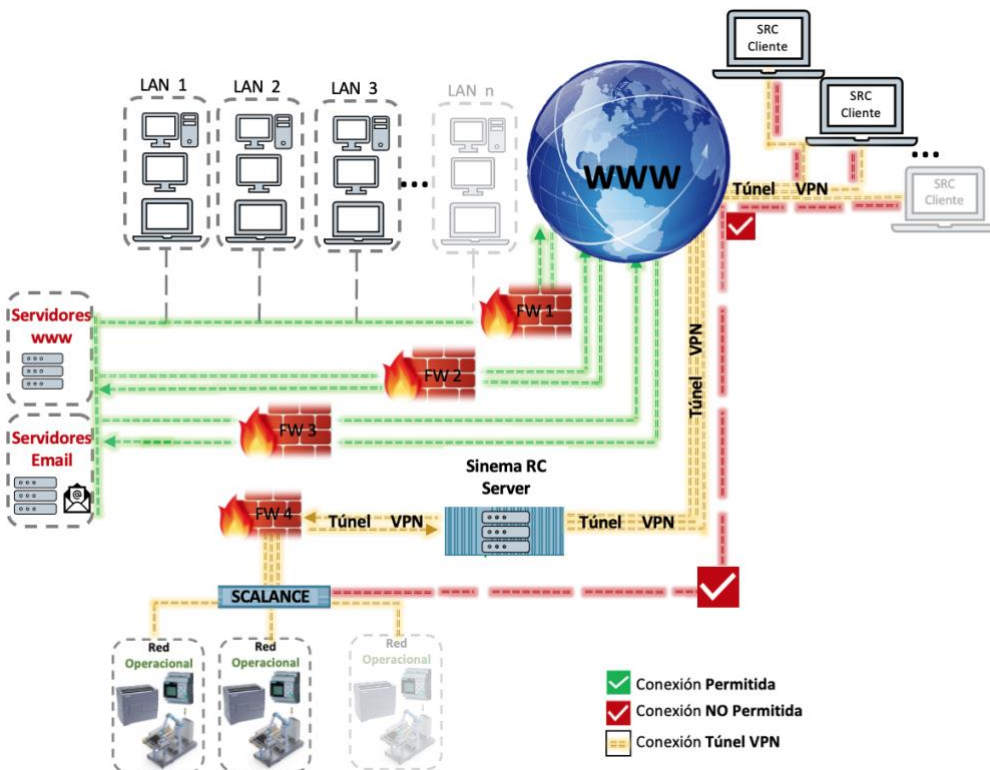 SRC
Cliente
LAN 1
LAN 2
LAN 3
LAN n
SRC
Cliente
...
...
WWW
Túnel VPN
SRC
Cliente
Servidores
www
FW 1
FW 2
Túnel VPN
FW 3
Servidores
Email
@
Sinema RC
Server
FW 4
Túnel VPN
Túnel VPN
SCALANCE
Red
Operacional
Red
Operacional
Red
Operacional
Conexión Permitida
Conexión NO Permitida
Conexión Túnel VPN